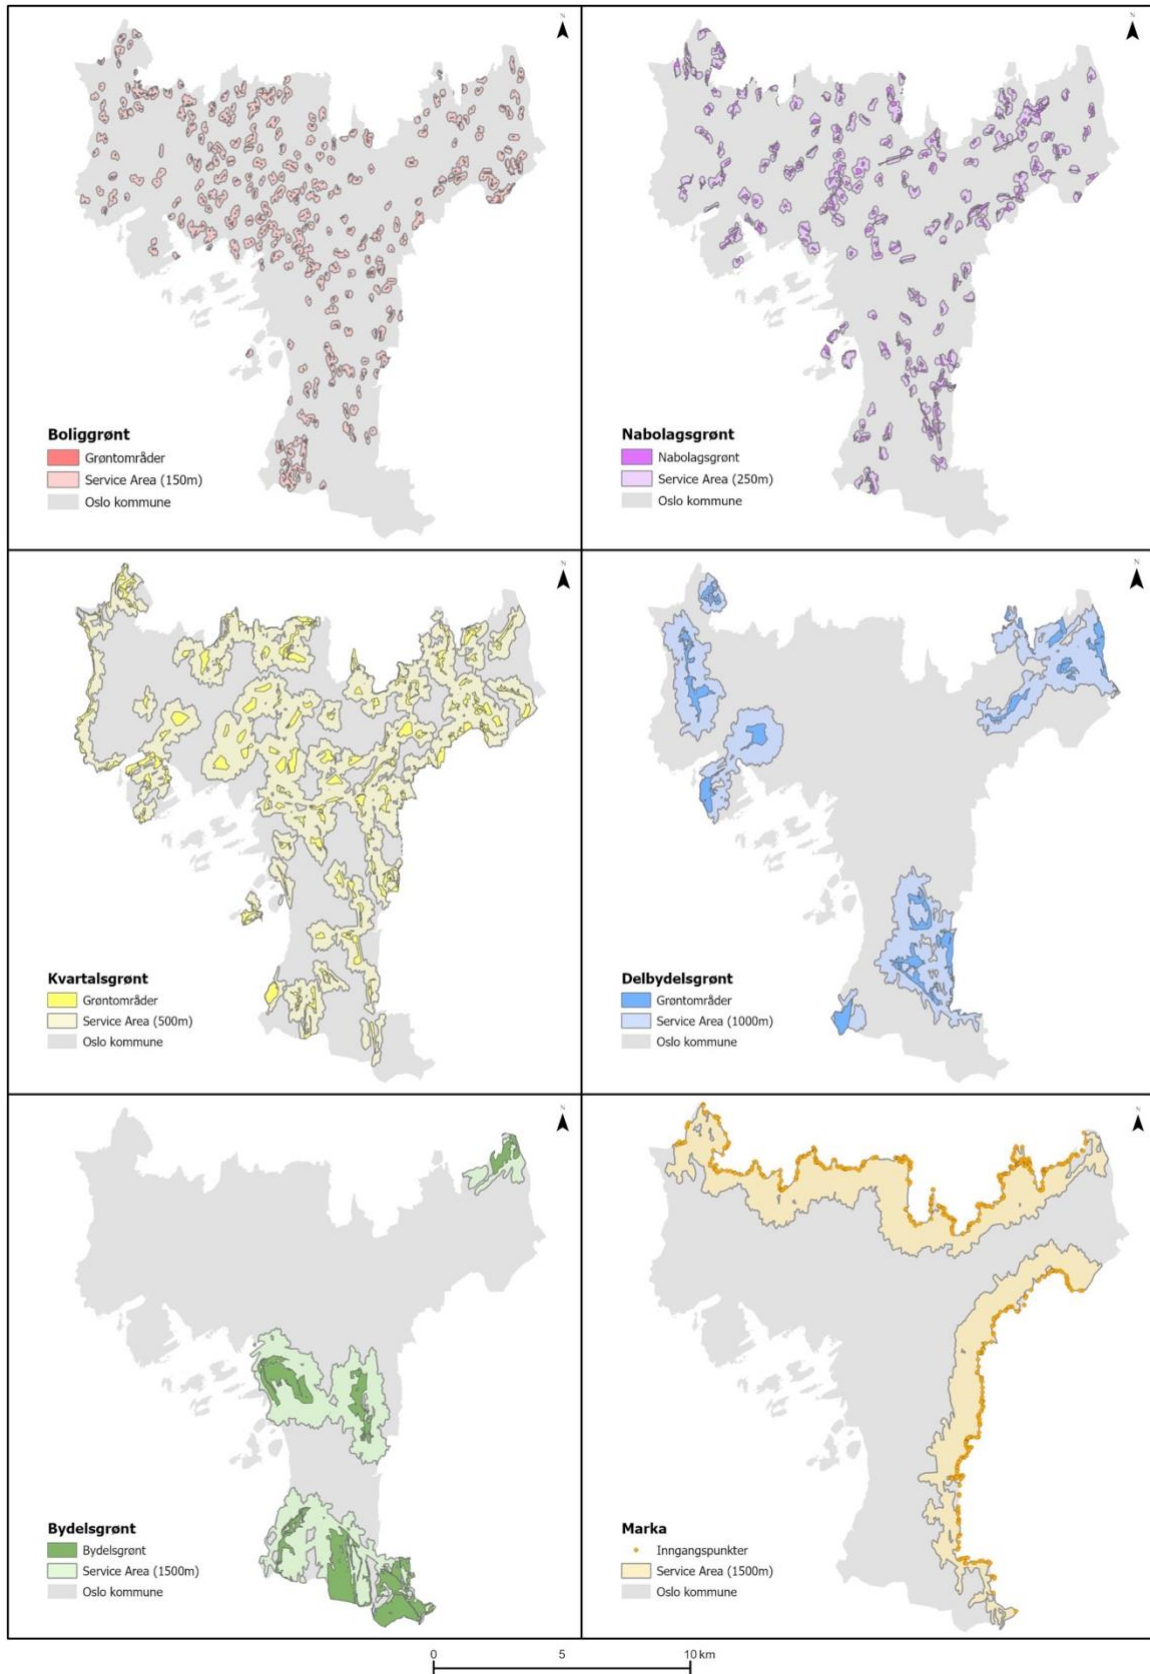 N
N
Boliggrønt
Grøntområder
Service Area (150m)
Oslo kommune
Nabolagsgrønt
Nabolagsgrønt
Service Area (250m)
Oslo kommune
N
N
Kvartalsgrønt
Grøntområder
Service Area (500m)
Oslo kommune
Delbydelsgrønt
Grøntområder
Service Area (1000m)
Oslo kommune
N
N
Bydelsgrønt
Bydelsgrønt
Service Area (1500m)
Oslo kommune
Marka
Inngangspunkter
Service Area (1500m)
Oslo kommune
0 5 10 km